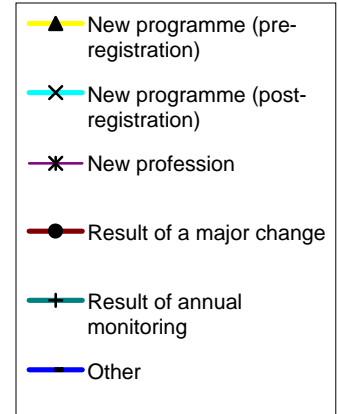 New programme (pre-
registration)
New programme (post-
registration)
New profession
Result of a major change
Result of annual
monitoring
Other